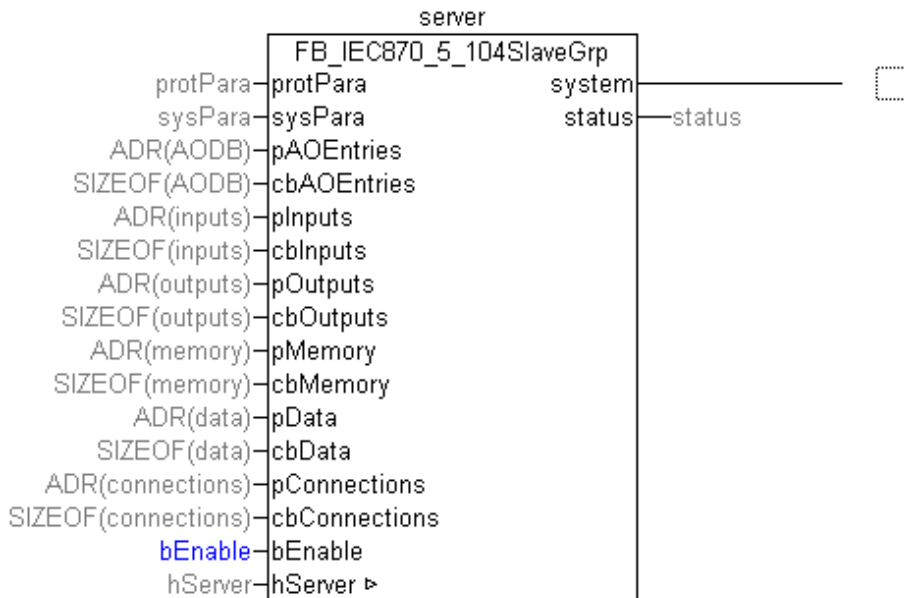 server
FB_IEC870_5_104SlaveGrp
protPara protPara system
sysPara sysPara status status
ADR(AODB) pAOEntries
SIZEOF(AODB) cbAOEntries
ADR(inputs) pInputs
SIZEOF(inputs) cbInputs
ADR(outputs) pOutputs
SIZEOF(outputs) cbOutputs
ADR(memory) pMemory
SIZEOF(memory) cbMemory
ADR(data) pData
SIZEOF(data) cbData
ADR(connections) pConnections
SIZEOF(connections) cbConnections
bEnable bEnable
hServer hServer